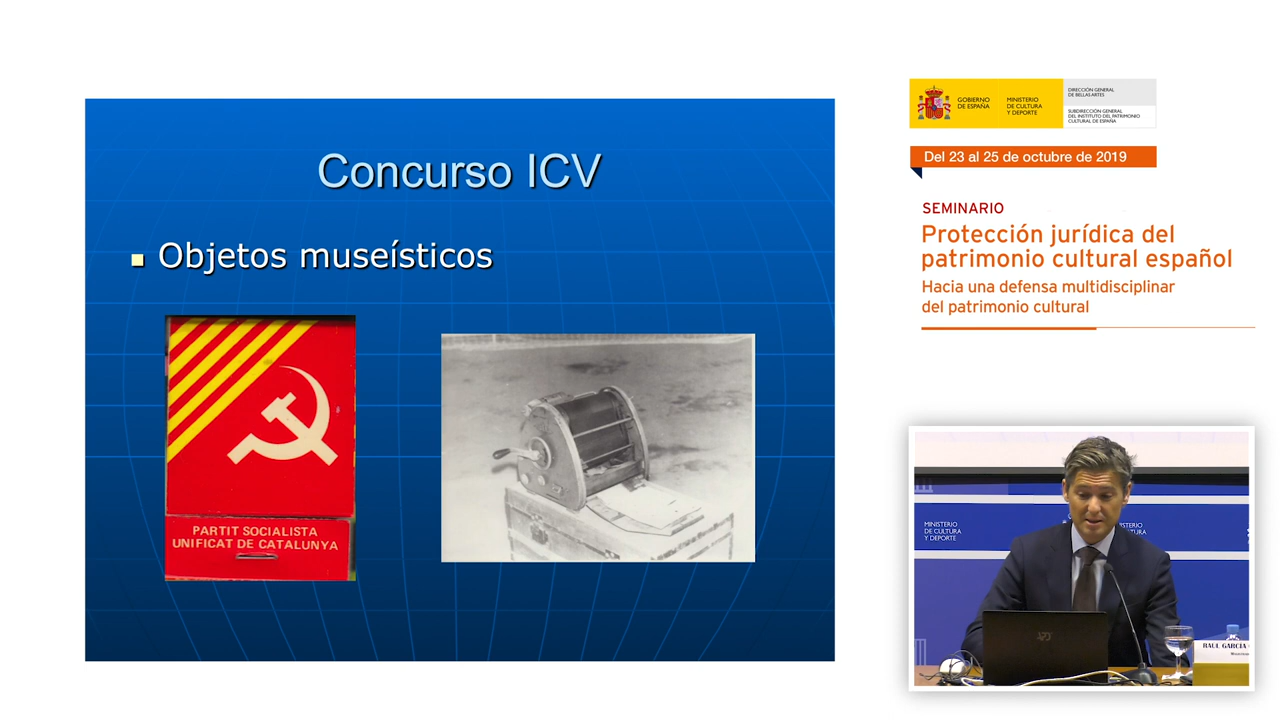 Concurso ICV
Objetos museísticos
PARTIT SOCIALISTA
UNIFICAT DE CATALUNYA
GOBIERNO
DE ESPAÑA
MINISTERIO
DE CULTURA
Y DEPORTE
DIRECCIÓN GENERAL
DE BELLAS ARTES
SUBDIRECCIÓN GENERAL
DEL INSTITUTO DEL PATRIMONIO
CULTURAL DE ESPAÑA
Del 23 al 25 de octubre de 2019
SEMINARIO
Protección jurídica del
patrimonio cultural español
Hacia una defensa multidisciplinar
del patrimonio cultural
MINISTERIO
DE CULTURA
Y DEPORTE
RAUL GARCIA